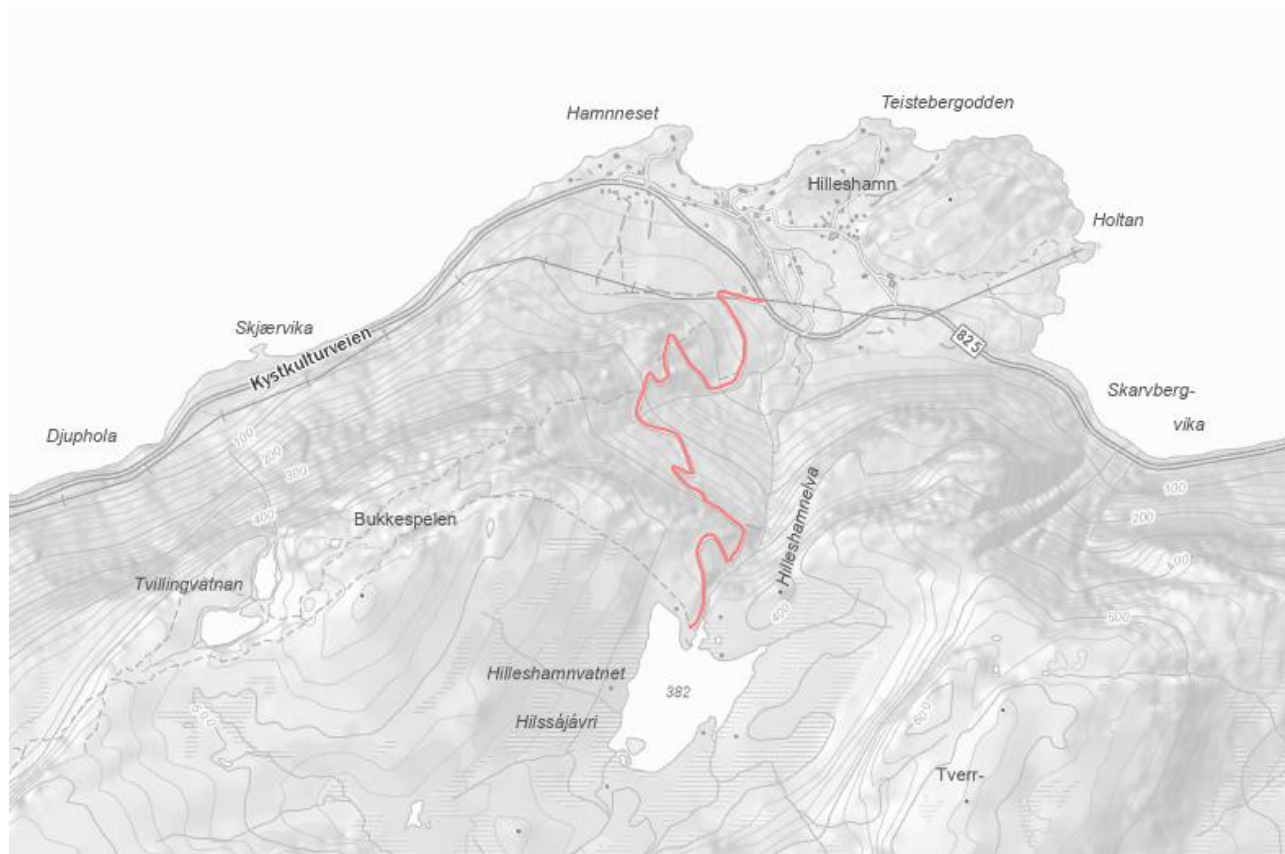 Teistebergodden
Hamnneset
Hilleshamn
Holtan
Skjærvika
Kystkulturveien
825
Skarvberg-
vika
Djuphola
100
200
300
400
100
200
400
500
Bukkespelen
Hilleshamnelva
Tvillingvatnan
400
Hilleshamnvatnet
382
Hilssájávri
500
600
Tverr-